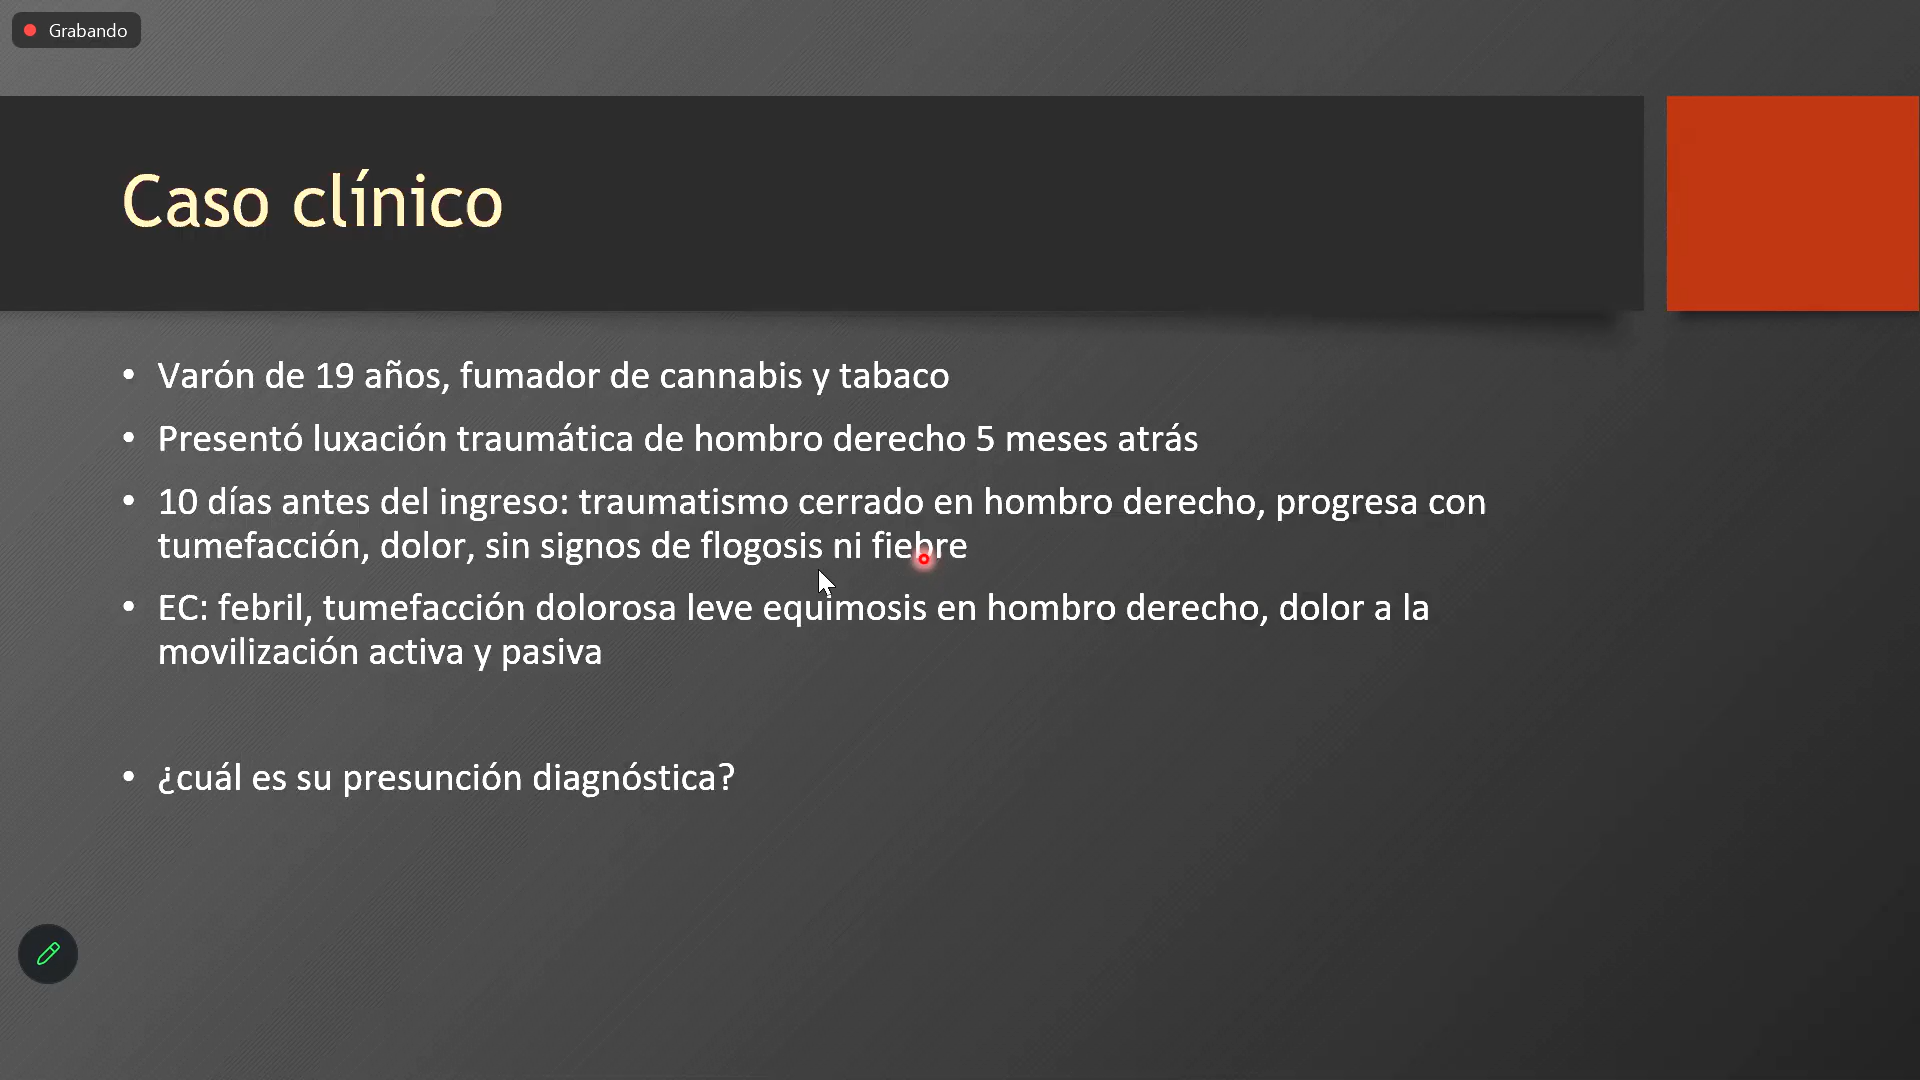 Grabando
Caso clínico
• Varón de 19 años, fumador de cannabis y tabaco
• Presentó luxación traumática de hombro derecho 5 meses atrás
• 10 días antes del ingreso: traumatismo cerrado en hombro derecho, progresa con
tumefacción, dolor, sin signos de flogosis ni fiebre
• EC: febril, tumefacción dolorosa leve equimosis en hombro derecho, dolor a la
movilización activa y pasiva
• ¿cuál es su presunción diagnóstica?